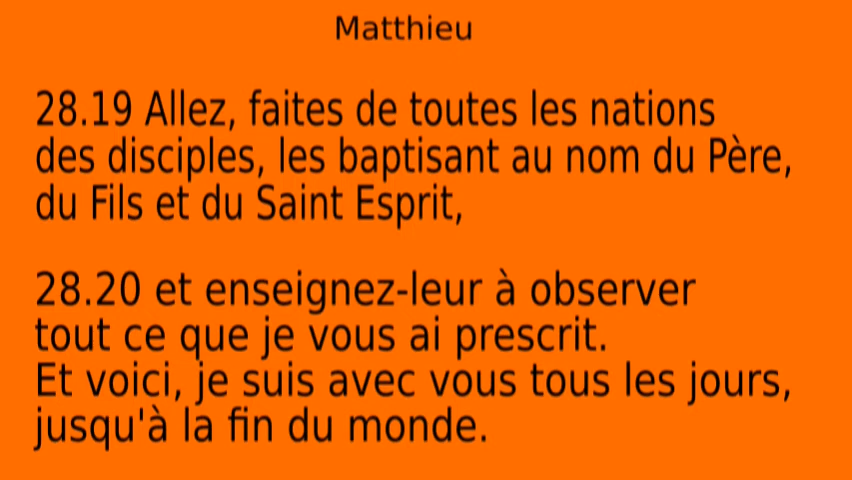 Matthieu
28.19 Allez, faites de toutes les nations
des disciples, les baptisant au nom du Père,
du Fils et du Saint Esprit,
28.20 et enseignez-leur à observer
tout ce que je vous ai prescrit.
Et voici, je suis avec vous tous les jours,
jusqu'à la fin du monde.